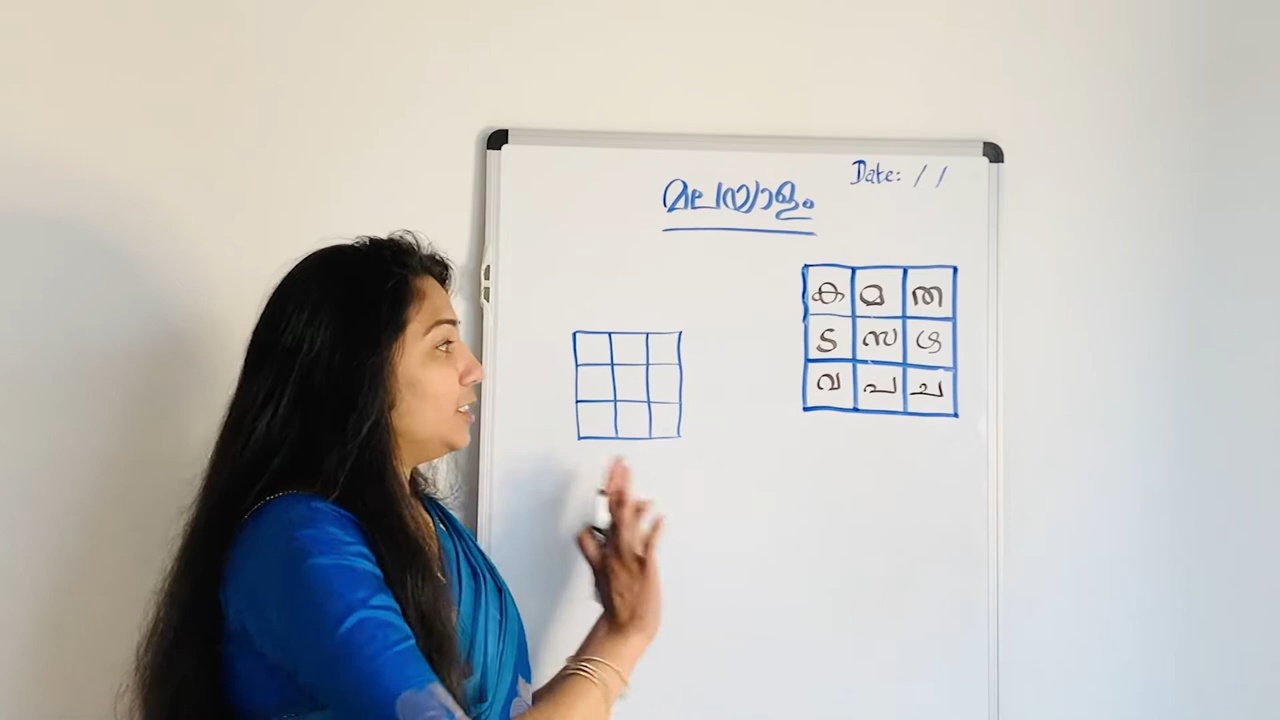 മലയാളം
Date: / /
ക മ ത
ട സ ശ
വ പ ച